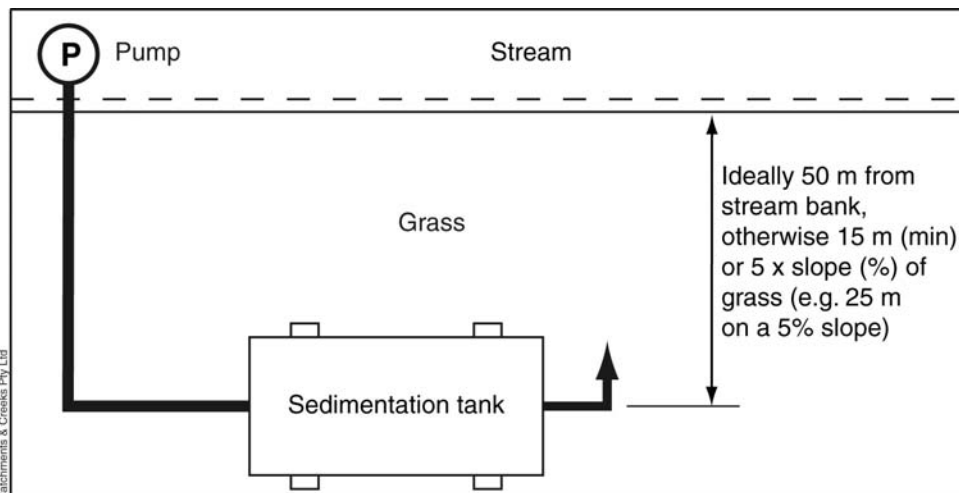 P
Pump
Stream
Ideally 50 m from
stream bank,
otherwise 15 m (min)
or 5 x slope (%) of
grass (e.g. 25 m
on a 5% slope)
Grass
Sedimentation tank
atchments & Creeks Pty Ltd